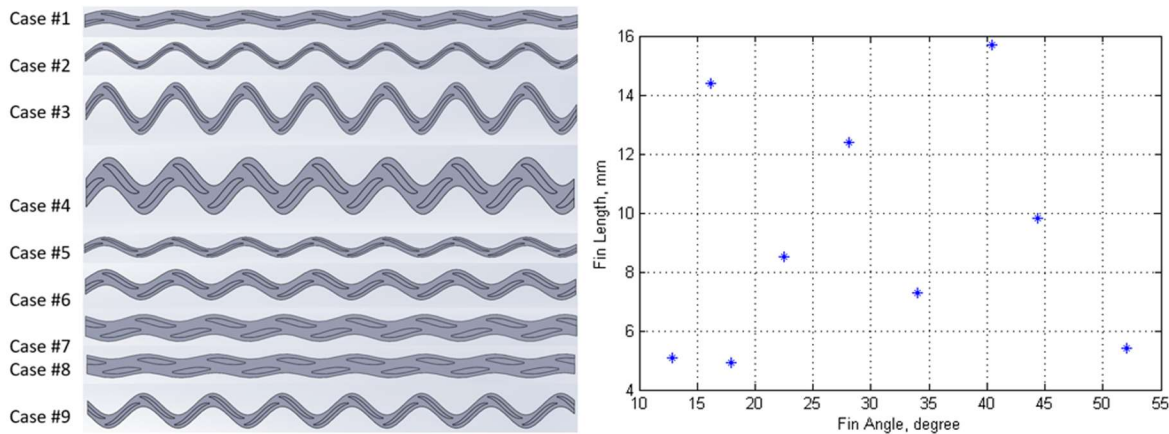 Case #1
Case #2
Case #3
Case #4
Case #5
Case #6
Case #7
Case #8
Case #9
16
14
12
10
8
6
4
Fin Length, mm
10 15 20 25 30 35 40 45 50 55
Fin Angle, degree